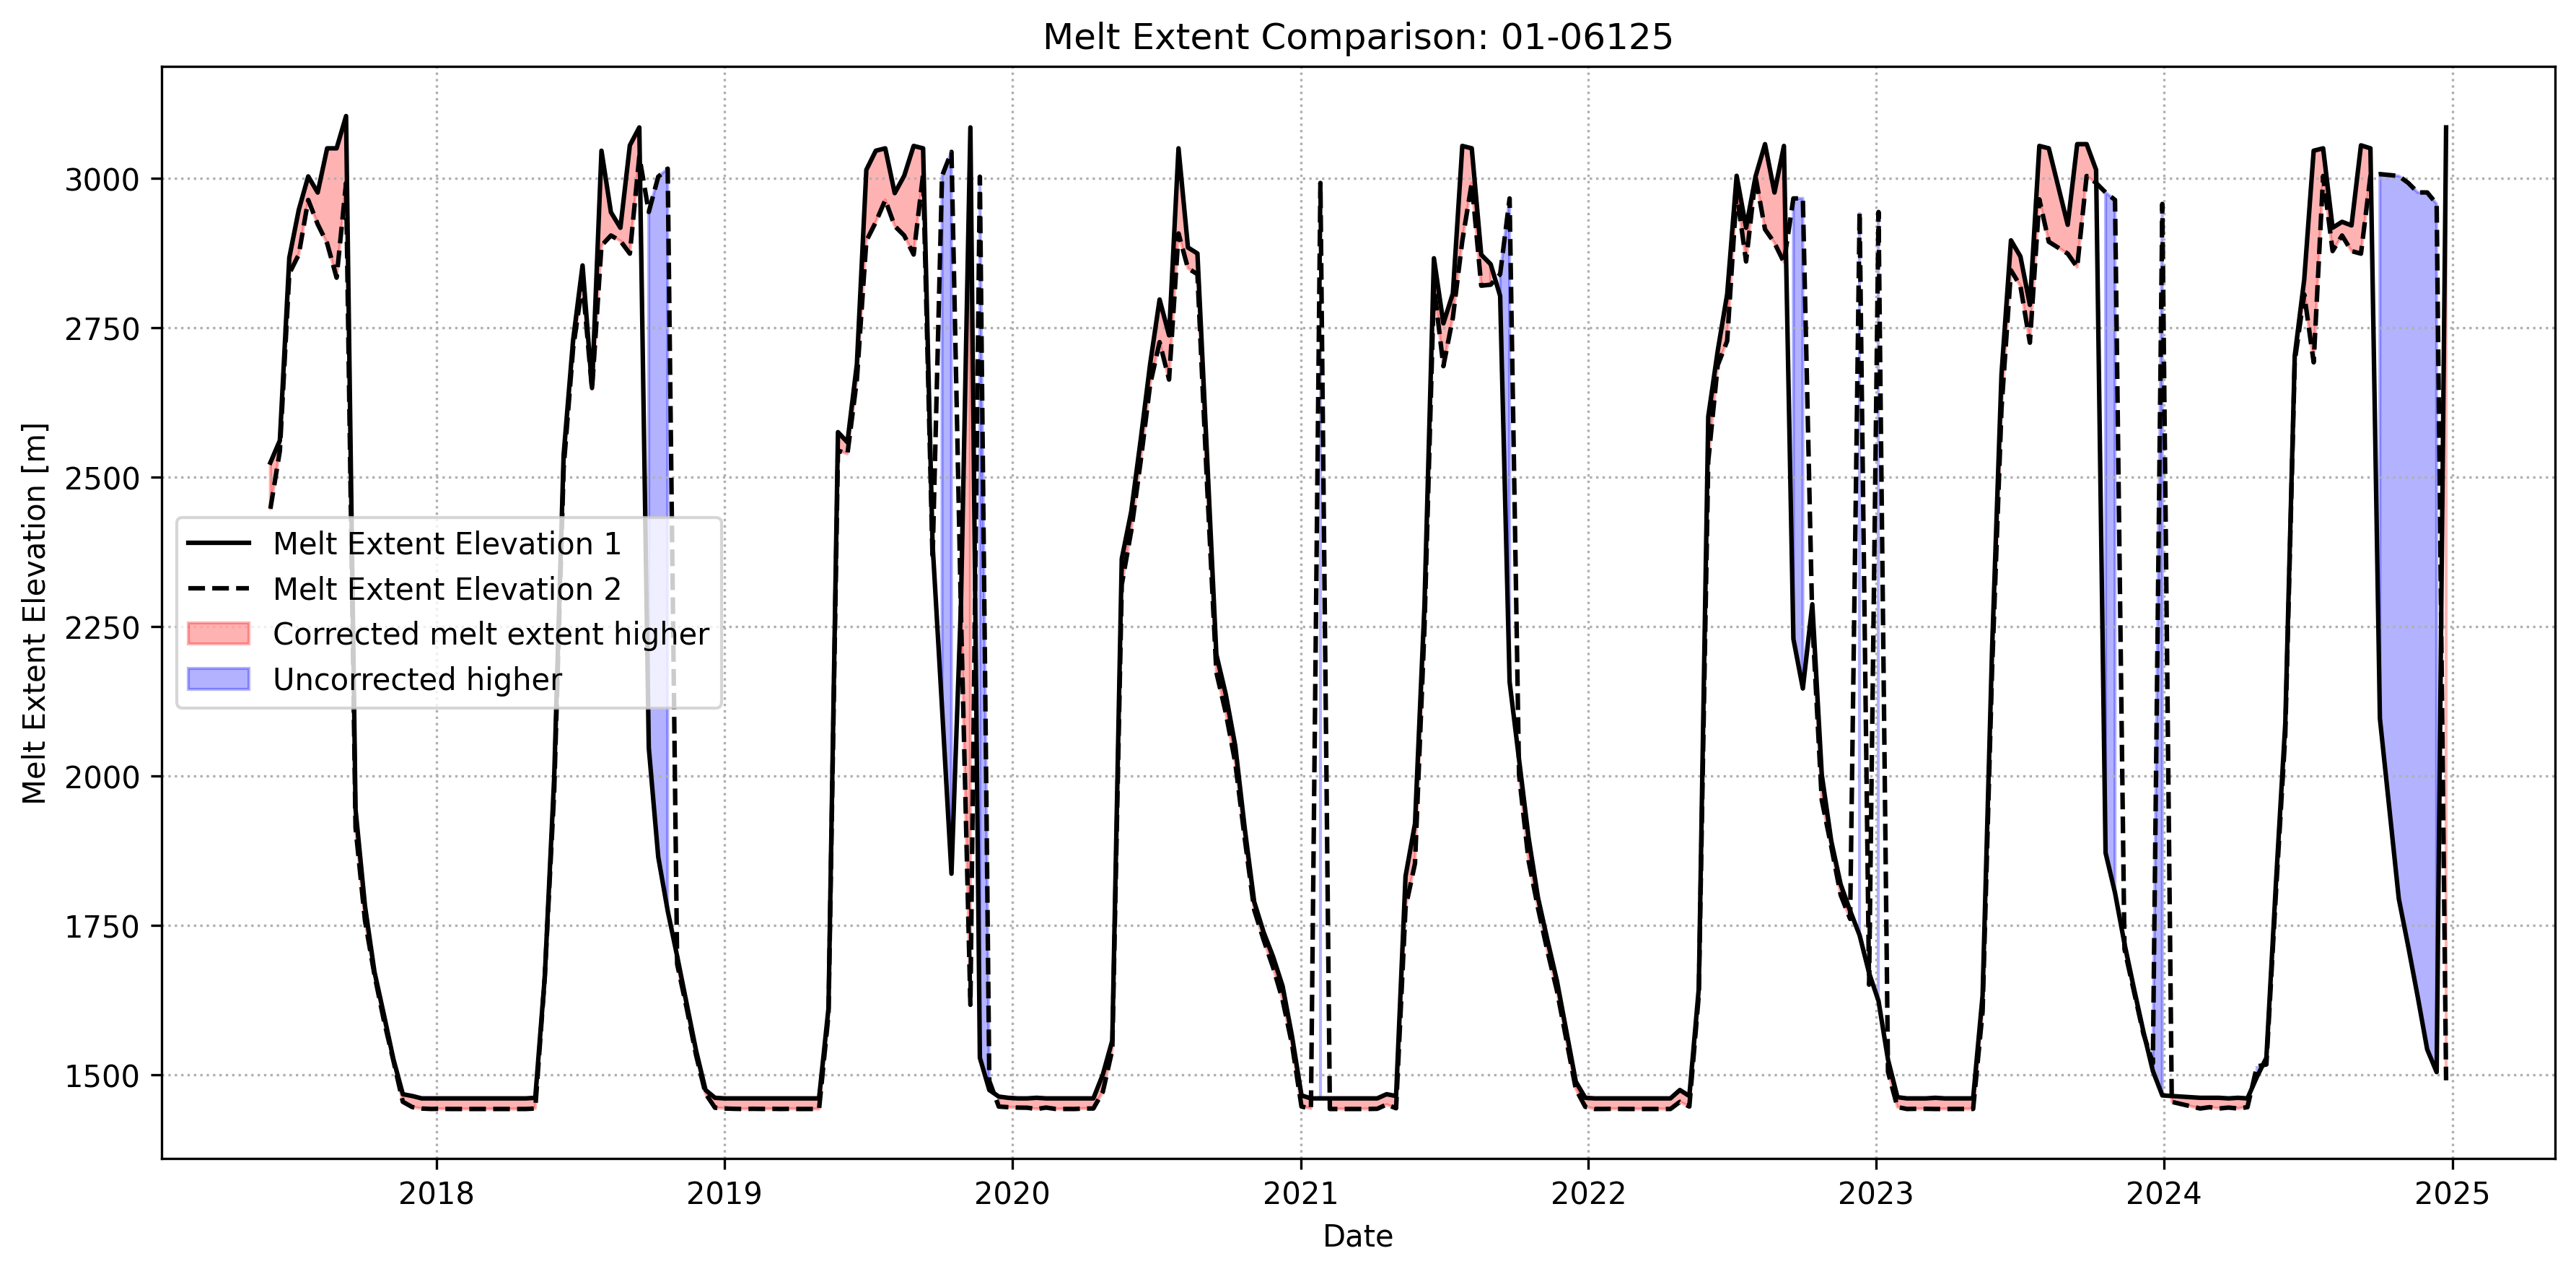 Melt Extent Comparison: 01-06125
Melt Extent Elevation [m]
3000
2750
2500
2250
2000
1750
1500
Melt Extent Elevation 1
Melt Extent Elevation 2
Corrected melt extent higher
Uncorrected higher
2018 2019 2020 2021 2022 2023 2024 2025
Date